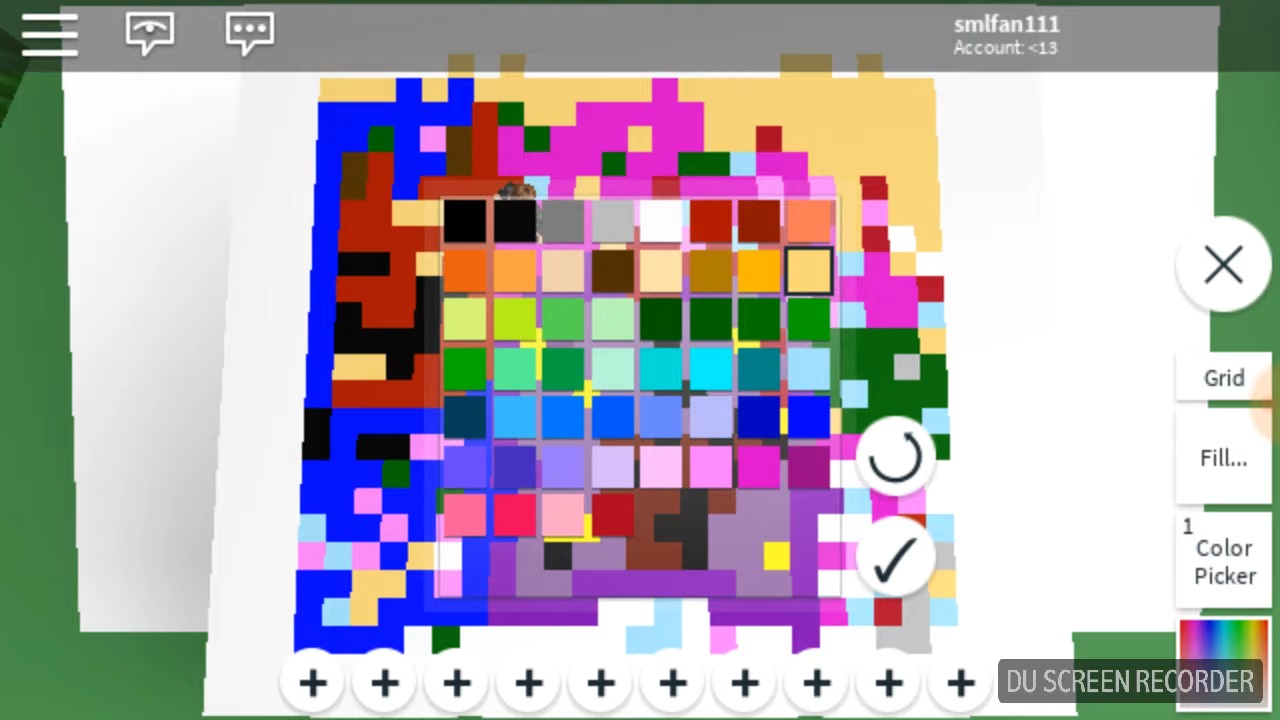 smlfan111
Account: <13
Grid
Fill...
1
Color
Picker
DU SCREEN RECORDER